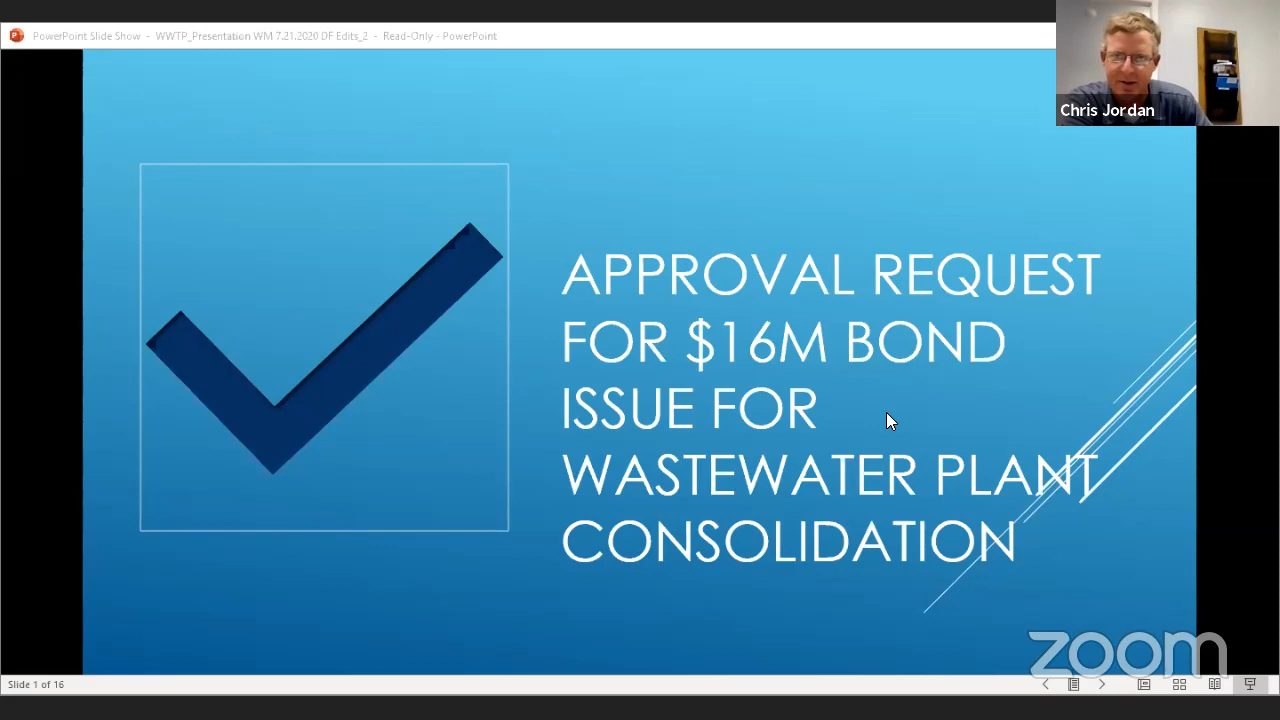 PowerPoint Slide Show - WWTP_Presentation WM 7.21.2020 DF Edits_2 - Read-Only - PowerPoint
Chris Jordan
APPROVAL REQUEST
FOR $16M BOND
ISSUE FOR
WASTEWATER PLANT
CONSOLIDATION
zoom
Slide 1 of 16